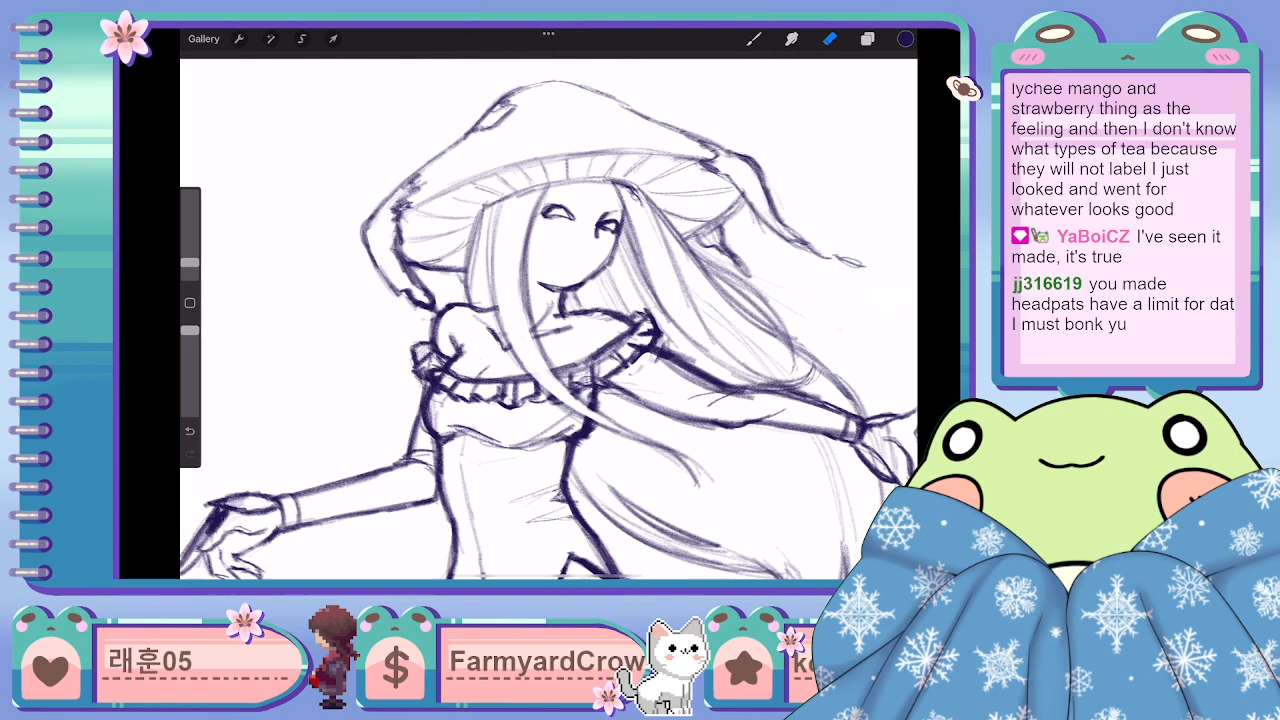 Gallery
lychee mango and
strawberry thing as the
feeling and then I don't know
what types of tea because
they will not label I just
looked and went for
whatever looks good
YaBoiCZ I've seen it
made, it's true
jj316619 you made
headpats have a limit for dat
I must bonk yu
래훈05
$
FarmyardCrow